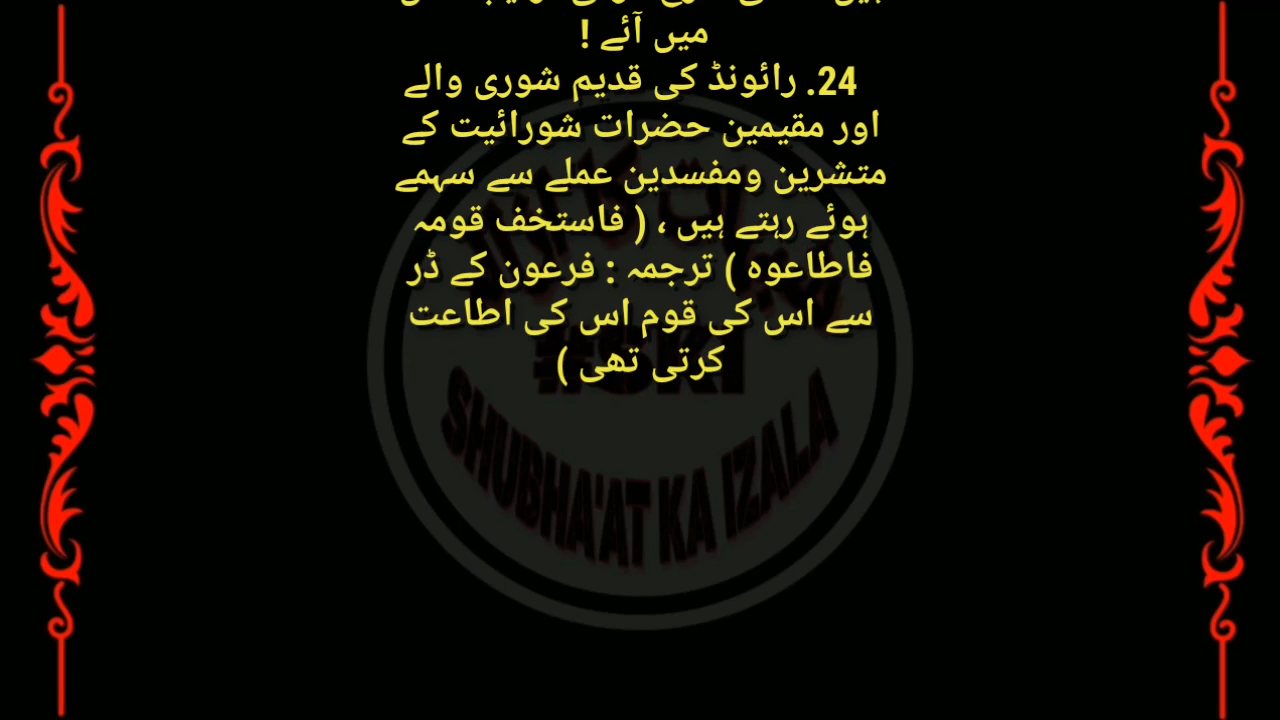 میں آئے !
24. رائونڈ کی قدیم شوری والے
اور مقیمین حضرات شورائیت کے
متشرین ومفسدین عملے سے سہمے
ہوئے رہتے ہیں ، ( فاستخف قومہ
فاطاعوہ ) ترجمہ : فرعون کے ڈر
سے اس کی قوم اس کی اطاعت
کرتی تھی )
#SKI
SHUBHA'AT KA IZALA